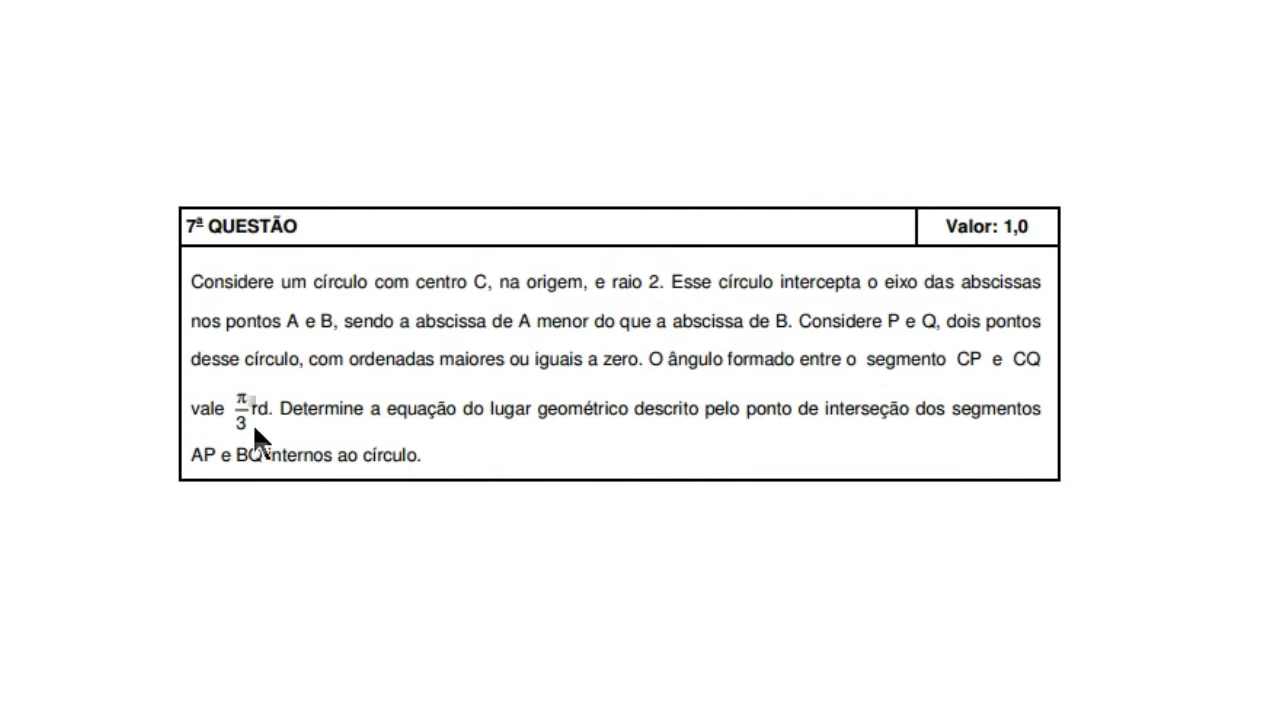 7ª QUESTÃO
Valor: 1,0
Considere um círculo com centro C, na origem, e raio 2. Esse círculo intercepta o eixo das abscissas
nos pontos A e B, sendo a abscissa de A menor do que a abscissa de B. Considere P e Q, dois pontos
desse círculo, com ordenadas maiores ou iguais a zero. O ângulo formado entre o segmento CP e CQ
vale π/3 rd. Determine a equação do lugar geométrico descrito pelo ponto de interseção dos segmentos
AP e BQ internos ao círculo.